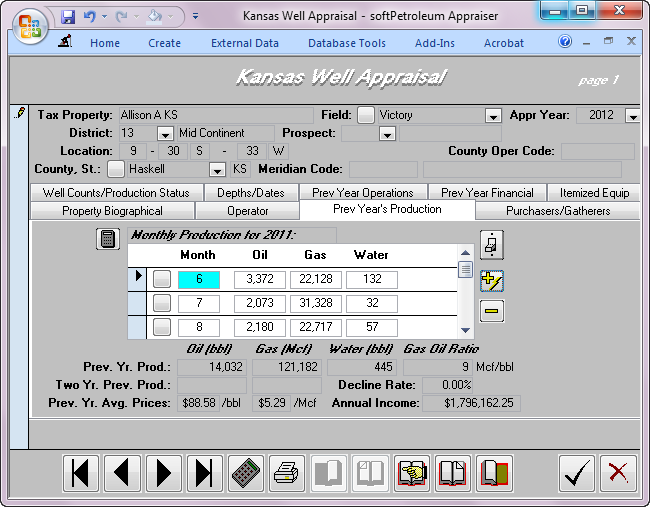 Kansas Well Appraisal - softPetroleum Appraiser
Home Create External Data Database Tools Add-Ins Acrobat
Kansas Well Appraisal page 1
Tax Property: Allison A KS Field: Victory Appr Year: 2012
District: 13 Mid Continent Prospect:
Location: 9 - 30 S - 33 W County Oper Code:
County, St.: Haskell KS Meridian Code:
Well Counts/Production Status Depths/Dates Prev Year Operations Prev Year Financial Itemized Equip
Property Biographical Operator Prev Year's Production Purchasers/Gatherers
Monthly Production for 2011:
Month Oil Gas Water
6 3,372 22,128 132
7 2,073 31,328 32
8 2,180 22,717 57
Oil (bbl) Gas (Mcf) Water (bbl) Gas Oil Ratio
Prev. Yr. Prod.: 14,032 121,182 445 9 Mcf/bbl
Two Yr. Prev. Prod.: Decline Rate: 0.00%
Prev. Yr. Avg. Prices: $88.58 /bbl $5.29 /Mcf Annual Income: $1,796,162.25